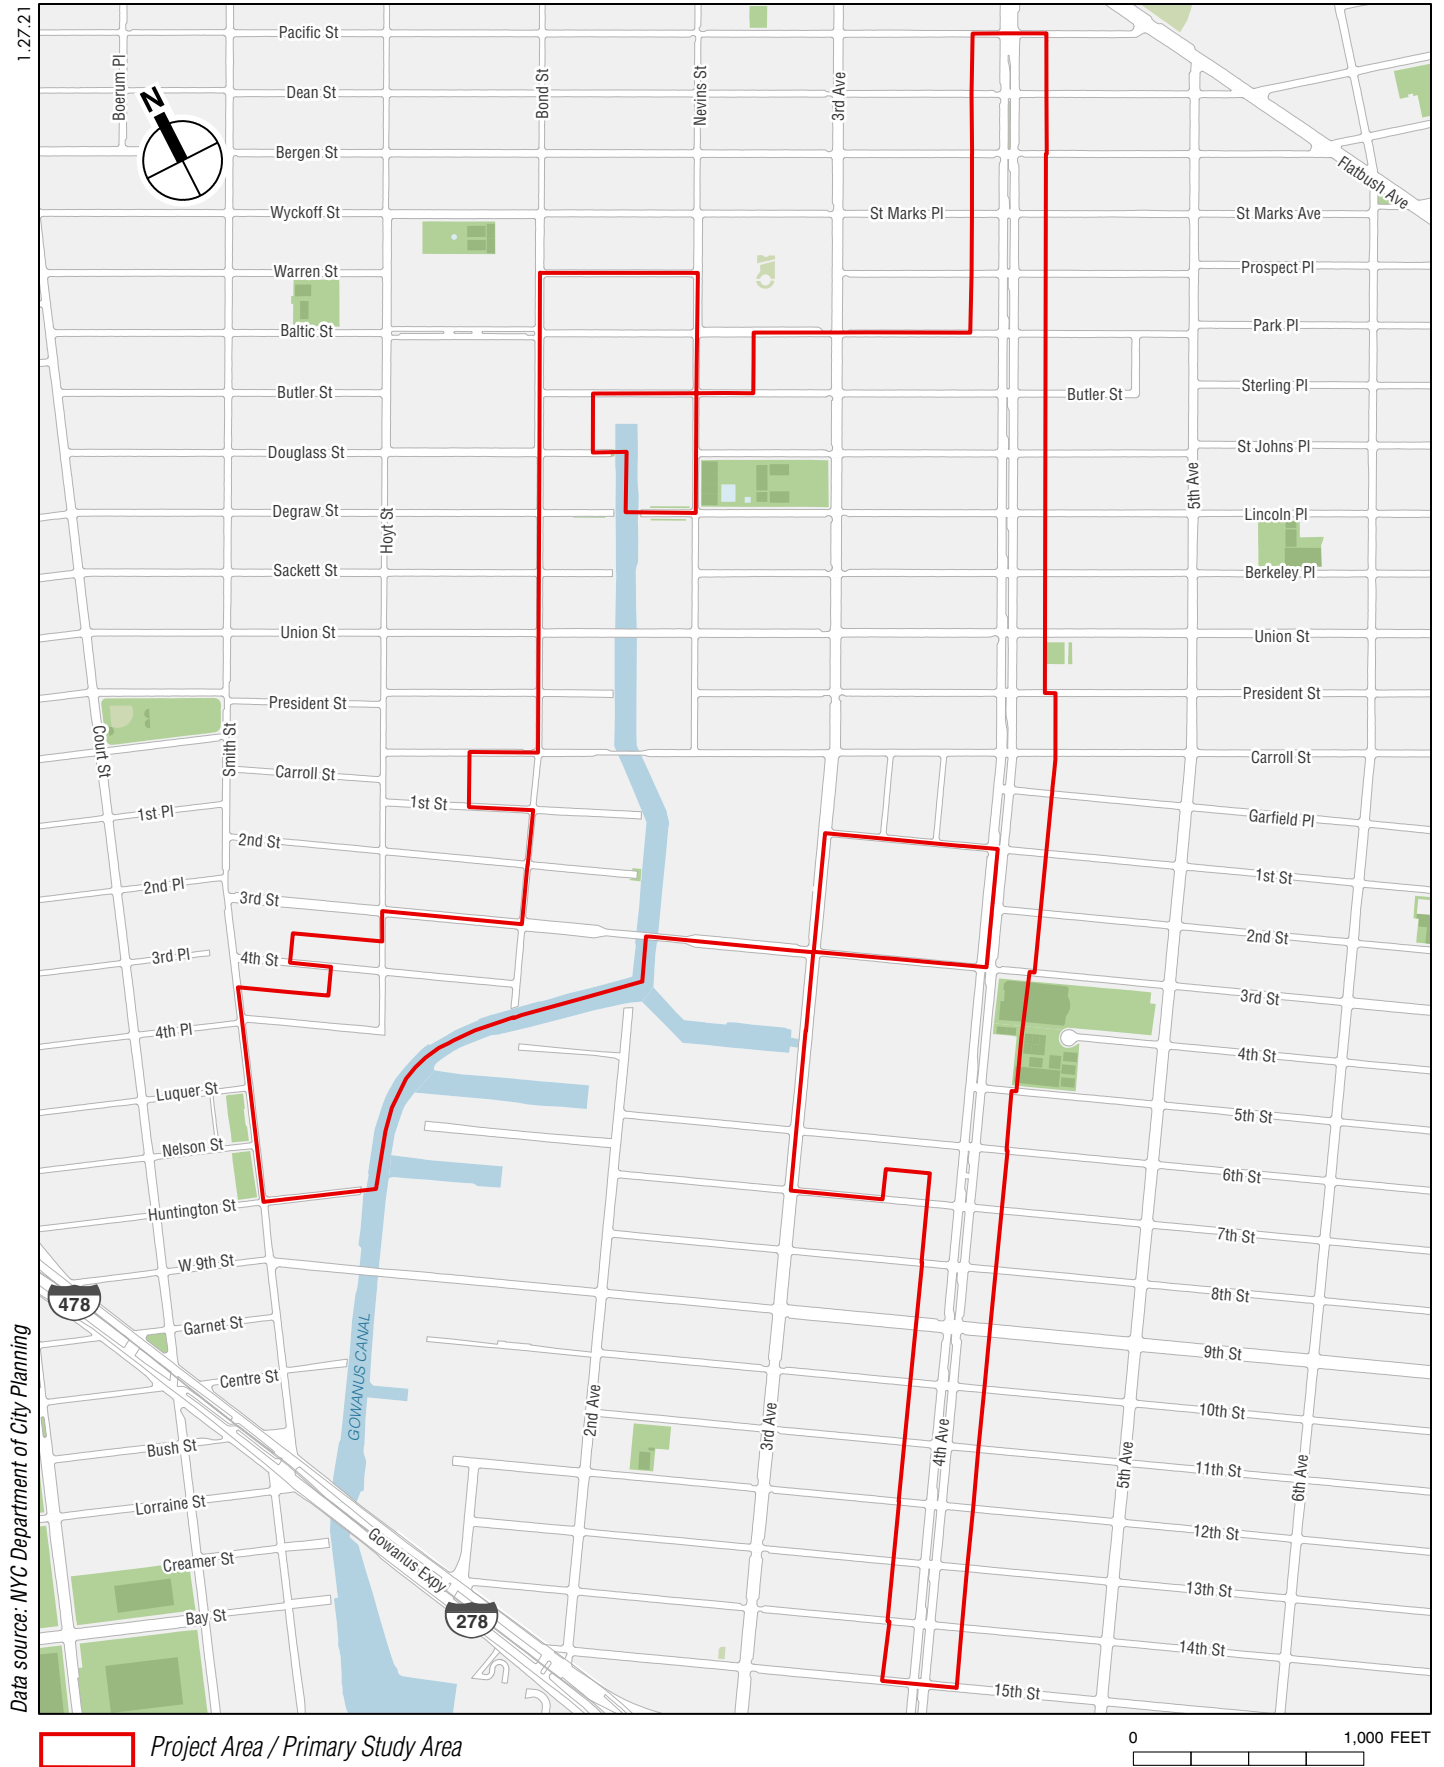 1.27.21
Pacific St
Boerum Pl
Bond St
Nevins St
3rd Ave
N
Dean St
Bergen St
Flatbush Ave
Wyckoff St
St Marks Pl
St Marks Ave
Warren St
Prospect Pl
Baltic St
Park Pl
Butler St
Butler St
Sterling Pl
Douglass St
St Johns Pl
5th Ave
Degraw St
Hoyt St
Lincoln Pl
Sackett St
Berkeley Pl
Union St
Union St
President St
President St
Court St
Smith St
Carroll St
Carroll St
1st Pl
1st St
Garfield Pl
2nd St
1st St
2nd Pl
3rd St
2nd St
3rd Pl
4th St
3rd St
4th Pl
4th St
Luquer St
5th St
Nelson St
6th St
Huntington St
7th St
W 9th St
478
8th St
Garnet St
GOWANUS CANAL
9th St
Centre St
2nd Ave
3rd Ave
4th Ave
10th St
Bush St
5th Ave
6th Ave
11th St
Lorraine St
12th St
Gowanus Expy
Creamer St
13th St
278
Bay St
14th St
15th St
Data source: NYC Department of City Planning
Project Area / Primary Study Area
0 1,000 FEET